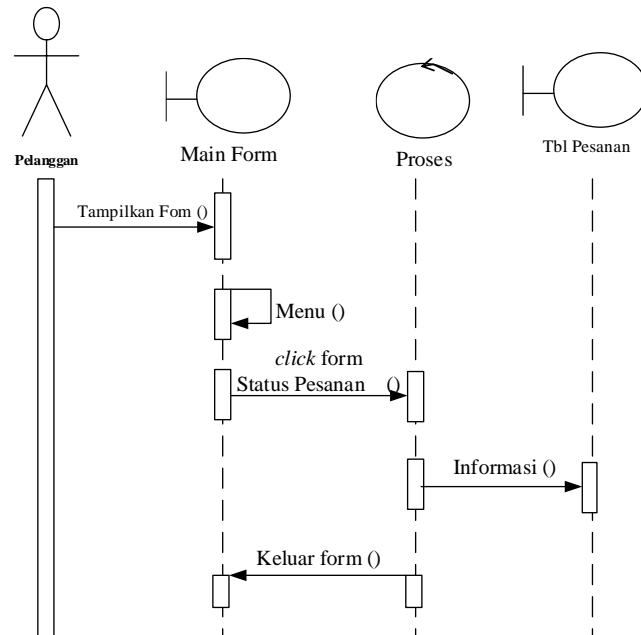 Pelanggan
Main Form
Proses
Tbl Pesanan
Tampilkan Fom ()
Menu ()
click form
Status Pesanan ()
Informasi ()
Keluar form ()